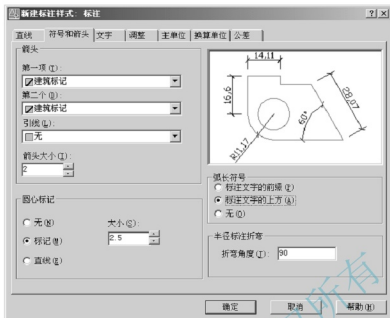 新建标注样式: 标注
直线 符号和箭头 文字 调整 主单位 换算单位 公差
箭头
第一项(T):
建筑标记
第二个(D):
建筑标记
引线(L):
无
箭头大小(I):
2
圆心标记
无(N)
标记(M)
直线(E)
大小(S):
2.5
14,11
16,6
28,07
60°
R11,17
弧长符号
标注文字的前缀(P)
标注文字的上方(A)
无(O)
半径标注折弯
折弯角度(J): 90
确定 取消 帮助(H)